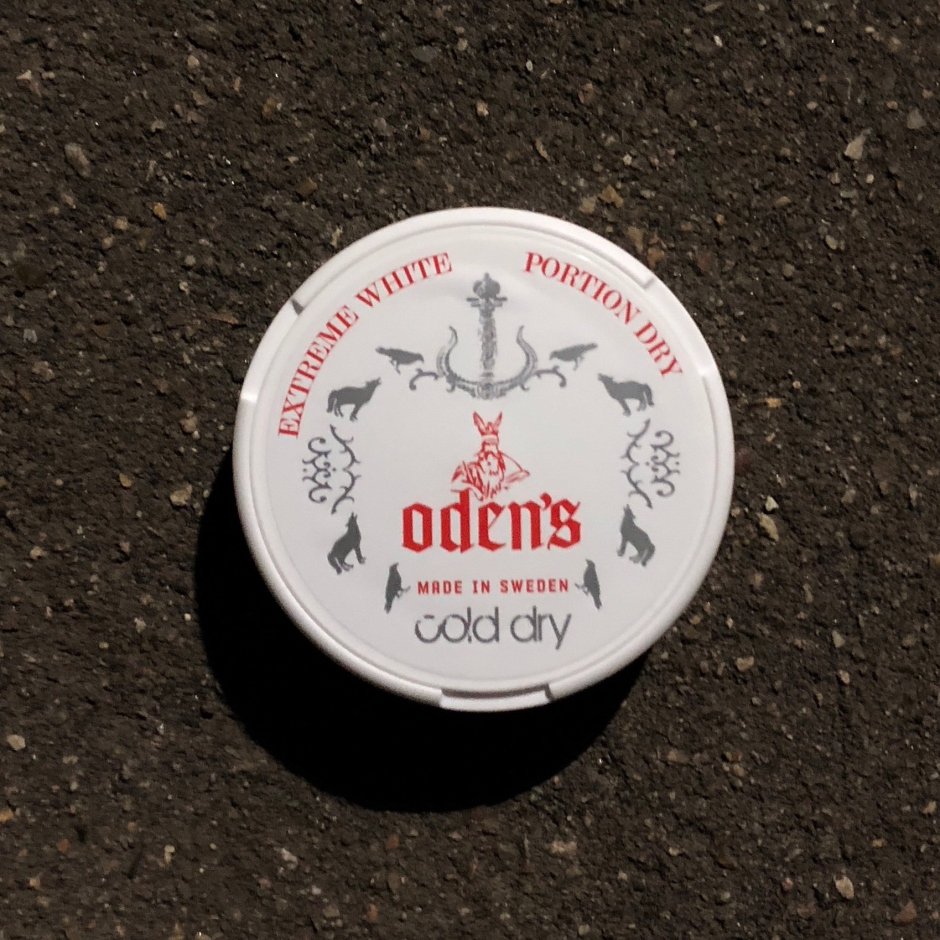 EXTREME WHITE PORTION DRY
oden's
MADE IN SWEDEN
cold dry